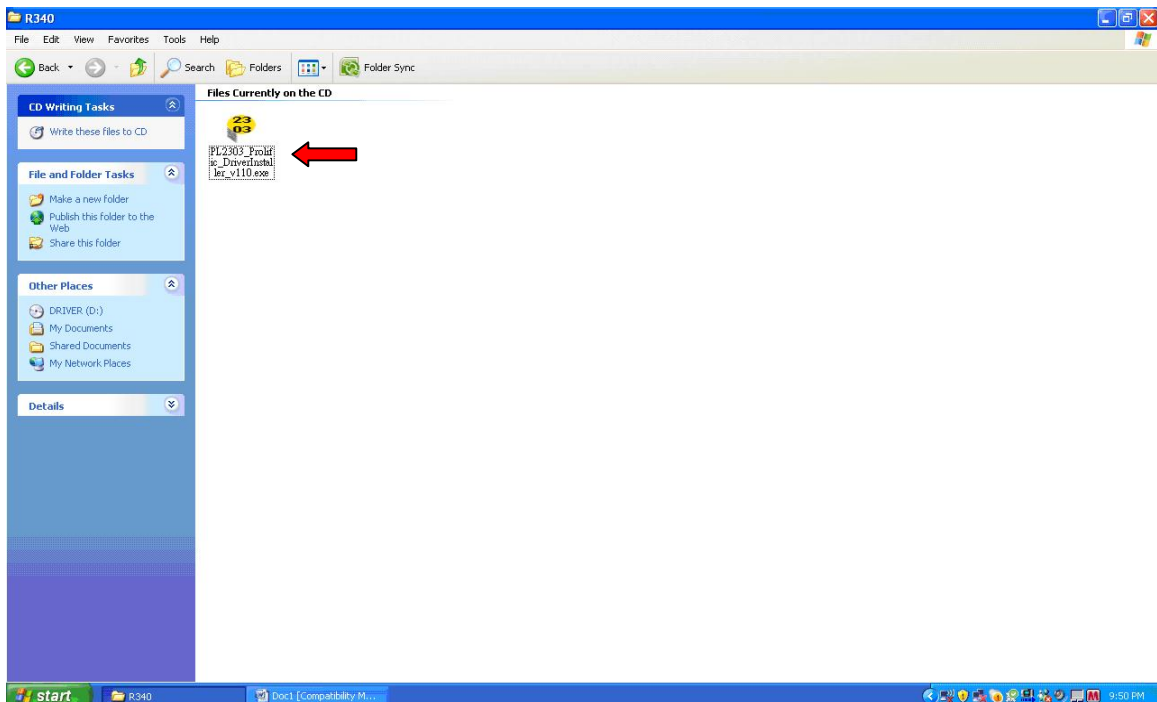 R340
File Edit View Favorites Tools Help
Back Search Folders Folder Sync
CD Writing Tasks
Write these files to CD
File and Folder Tasks
Make a new folder
Publish this folder to the
Web
Share this folder
Other Places
DRIVER (D:)
My Documents
Shared Documents
My Network Places
Details
Files Currently on the CD
23
03
PL2303_Prolif
ic_DriverInstal
ler_v110.exe
start R340 Doc1 [Compatibility M... 9:50 PM